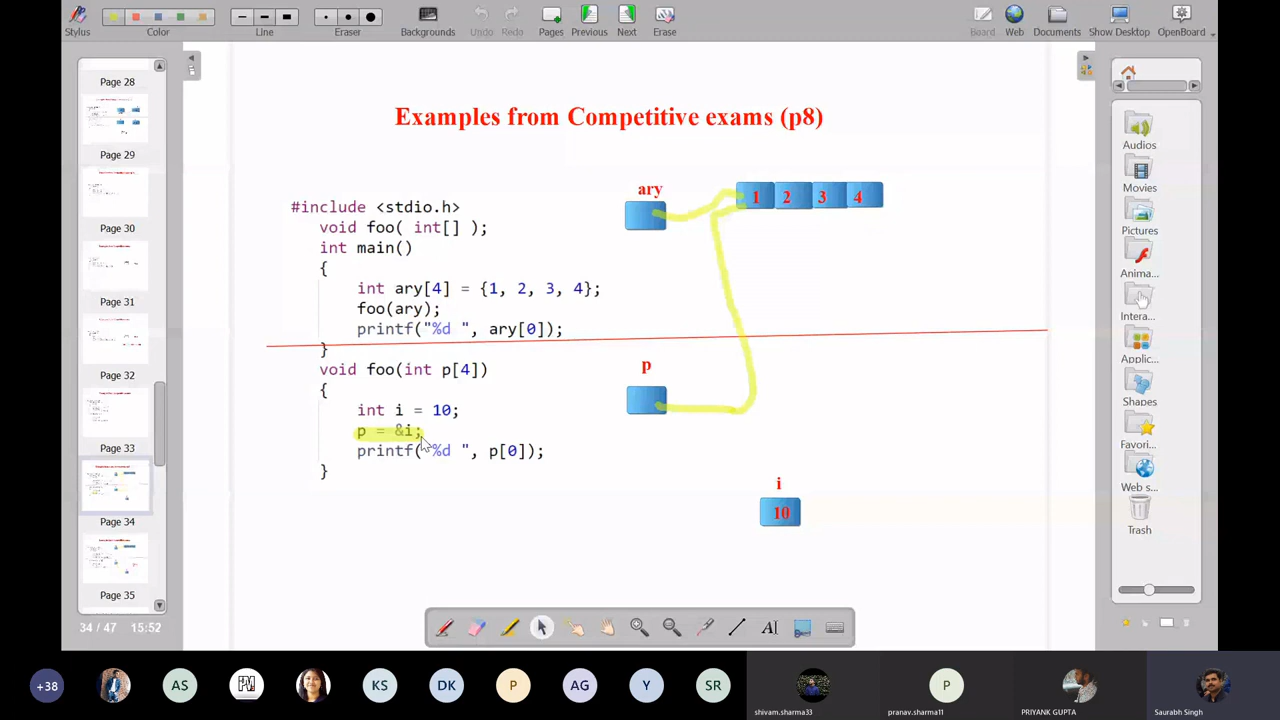 Stylus
Color
Line
Eraser
Backgrounds
Undo
Redo
Pages
Previous
Next
Erase
Board
Web
Documents
Show Desktop
OpenBoard
Page 28
Page 29
Page 30
Page 31
Page 32
Page 33
Page 34
Page 35
34 / 47
15:52
Examples from Competitive exams (p8)
#include <stdio.h>
void foo( int[] );
int main()
{
int ary[4] = {1, 2, 3, 4};
foo(ary);
printf("%d ", ary[0]);
}
void foo(int p[4])
{
int i = 10;
p = &i;
printf("%d ", p[0]);
}
ary
1 2 3 4
p
i
10
Audios
Movies
Pictures
Anima...
Intera...
Applic...
Shapes
Favori...
Web s...
Trash
+38
AS
KS
DK
P
AG
Y
SR
shivam.sharma33
P
pranav.sharma11
PRIYANK GUPTA
Saurabh Singh